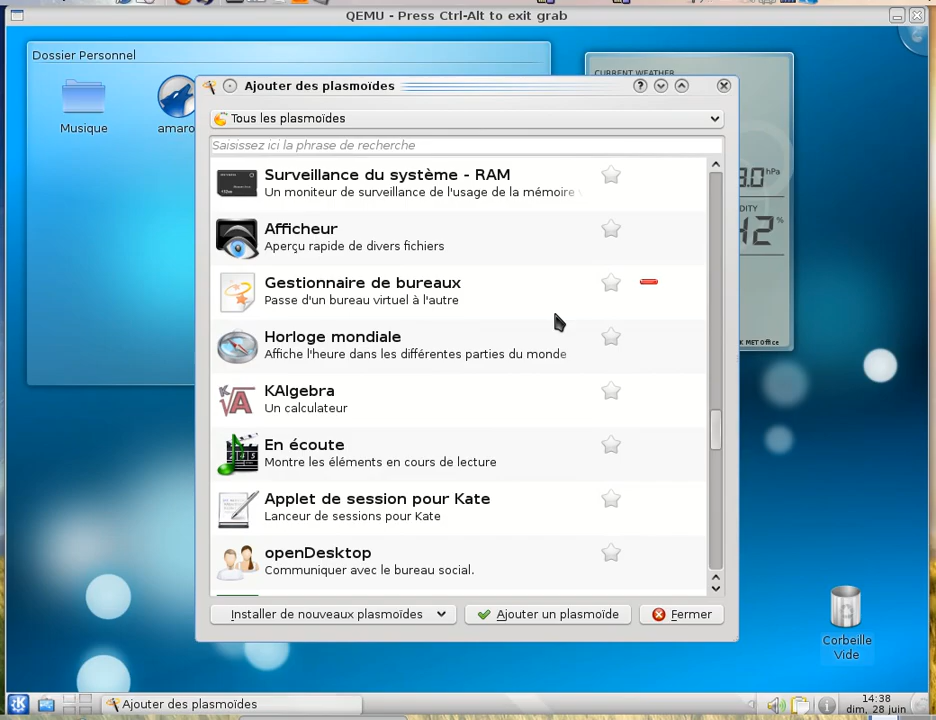 QEMU - Press Ctrl-Alt to exit grab
Dossier Personnel
Musique
amaro
CURRENT WEATHER
hPa
DITY
%
K MET Office
Ajouter des plasmoïdes
Tous les plasmoïdes
Saisissez ici la phrase de recherche
Surveillance du système - RAM
Un moniteur de surveillance de l'usage de la mémoire
Afficheur
Aperçu rapide de divers fichiers
Gestionnaire de bureaux
Passe d'un bureau virtuel à l'autre
Horloge mondiale
Affiche l'heure dans les différentes parties du monde
KAlgebra
Un calculateur
En écoute
Montre les éléments en cours de lecture
Applet de session pour Kate
Lanceur de sessions pour Kate
openDesktop
Communiquer avec le bureau social.
Installer de nouveaux plasmoïdes
Ajouter un plasmoïde
Fermer
Corbeille
Vide
Ajouter des plasmoïdes
14:38
dim, 28 juin